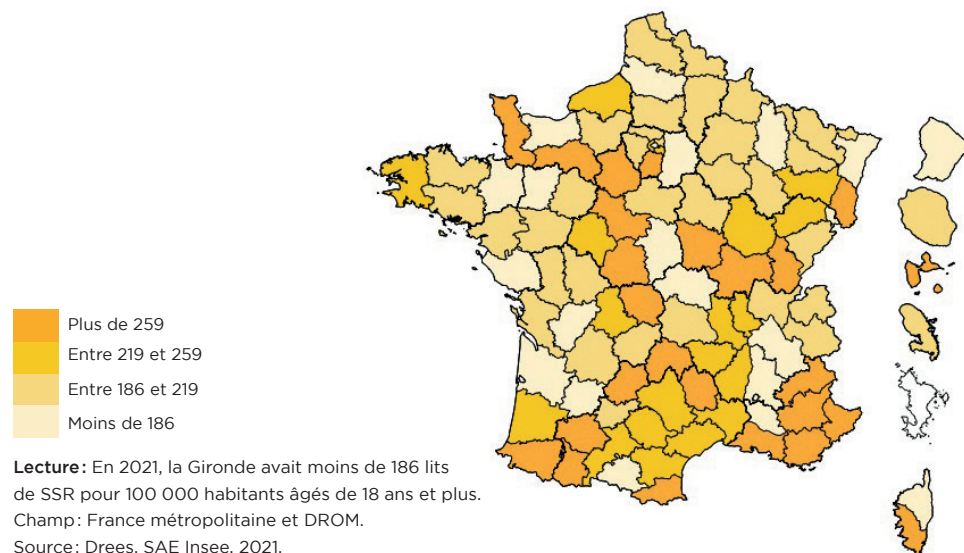 Plus de 259
Entre 219 et 259
Entre 186 et 219
Moins de 186
Lecture : En 2021, la Gironde avait moins de 186 lits
de SSR pour 100 000 habitants âgés de 18 ans et plus.
Champ : France métropolitaine et DROM.
Source : Drees, SAE Insee, 2021.